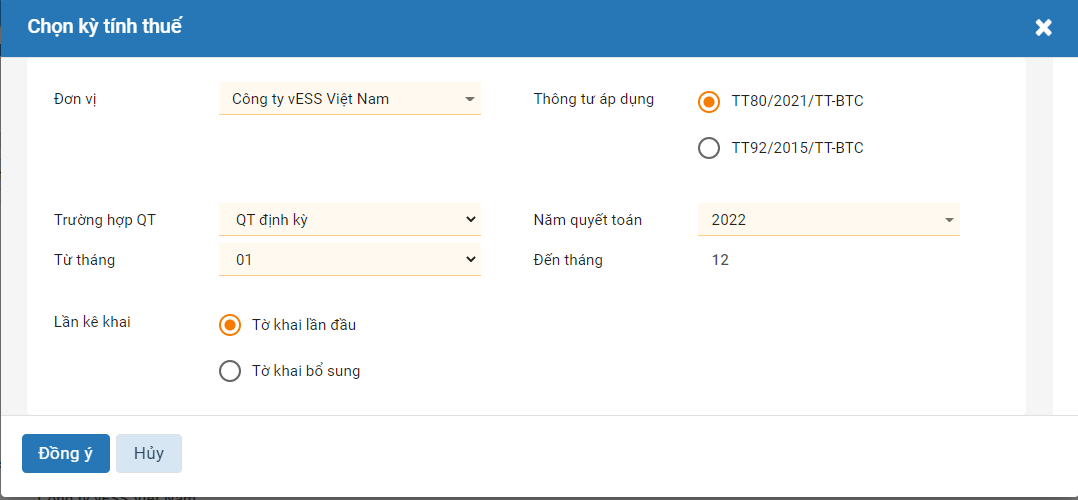 Chọn kỳ tính thuế
Đơn vị Công ty vESS Việt Nam Thông tư áp dụng TT80/2021/TT-BTC
TT92/2015/TT-BTC
Trường hợp QT QT định kỳ Năm quyết toán 2022
Từ tháng 01 Đến tháng 12
Lần kê khai Tờ khai lần đầu
Tờ khai bổ sung
Đồng ý Hủy